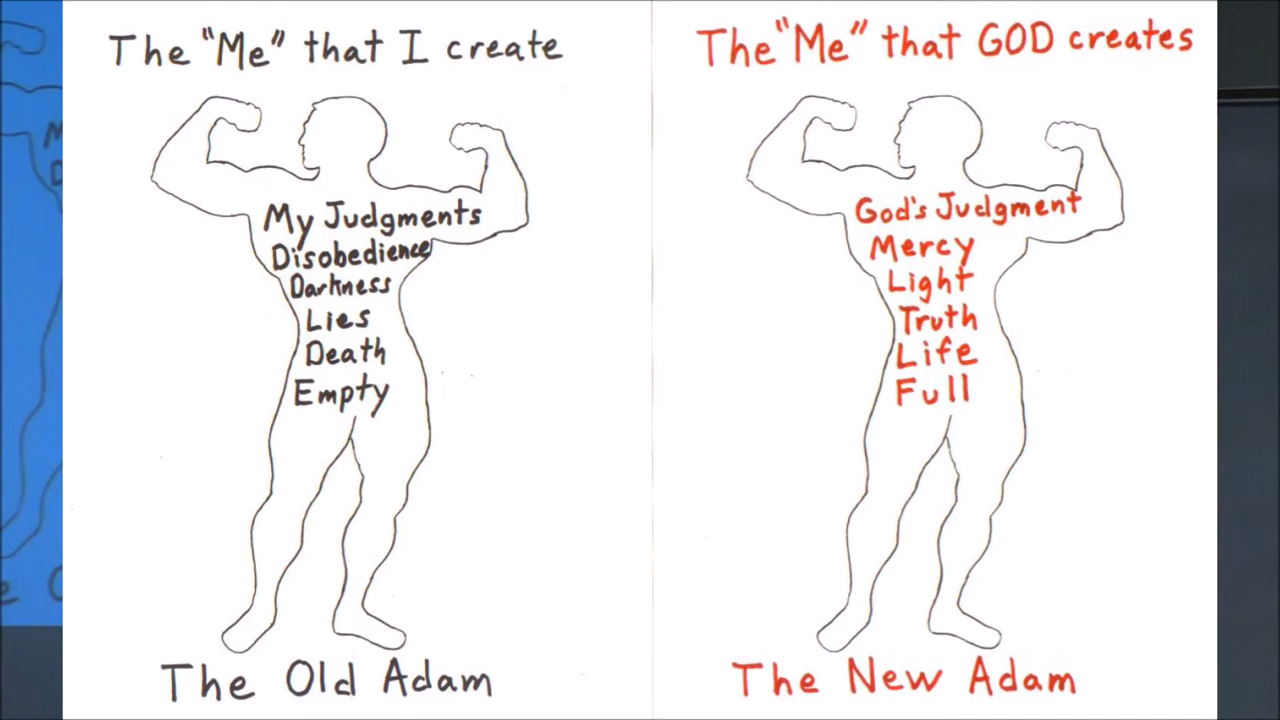 The "Me" that I create
My Judgments
Disobedience
Darkness
Lies
Death
Empty
The Old Adam
The "Me" that GOD creates
God's Judgment
Mercy
Light
Truth
Life
Full
The New Adam